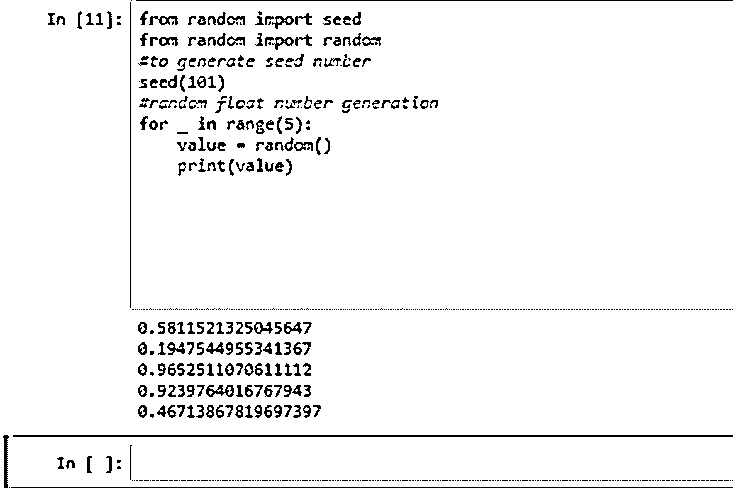 In [11]: from random import seed
from random import random
#to generate seed number
seed(101)
#random float number generation
for _ in range(5):
    value = random()
    print(value)
0.5811521325045647
0.1947544955341367
0.9652511070611112
0.9239764016767943
0.46713867819697397
In [ ]: